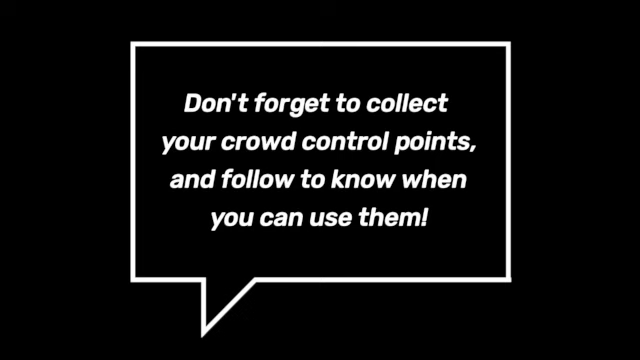 Don't forget to collect
your crowd control points,
and follow to know when
you can use them!